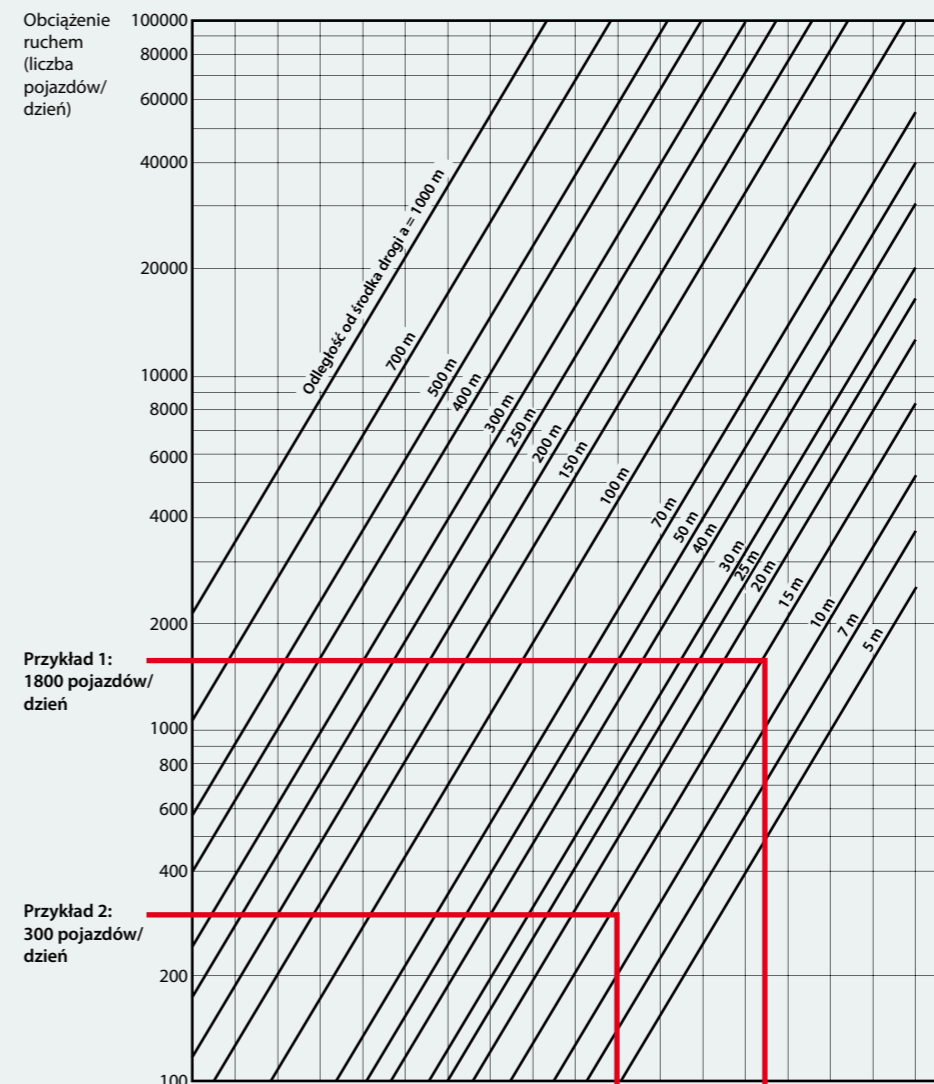 Obciążenie
ruchem
(liczba
pojazdów/
dzień)
100000
80000
60000
40000
20000
10000
8000
6000
4000
2000
1000
800
600
400
200
100
Odległość od środka drogi a = 1000 m
700 m
500 m
400 m
300 m
250 m
200 m
150 m
100 m
70 m
50 m
40 m
30 m
25 m
20 m
15 m
10 m
7 m
5 m
Przykład 1:
1800 pojazdów/
dzień
Przykład 2:
300 pojazdów/
dzień